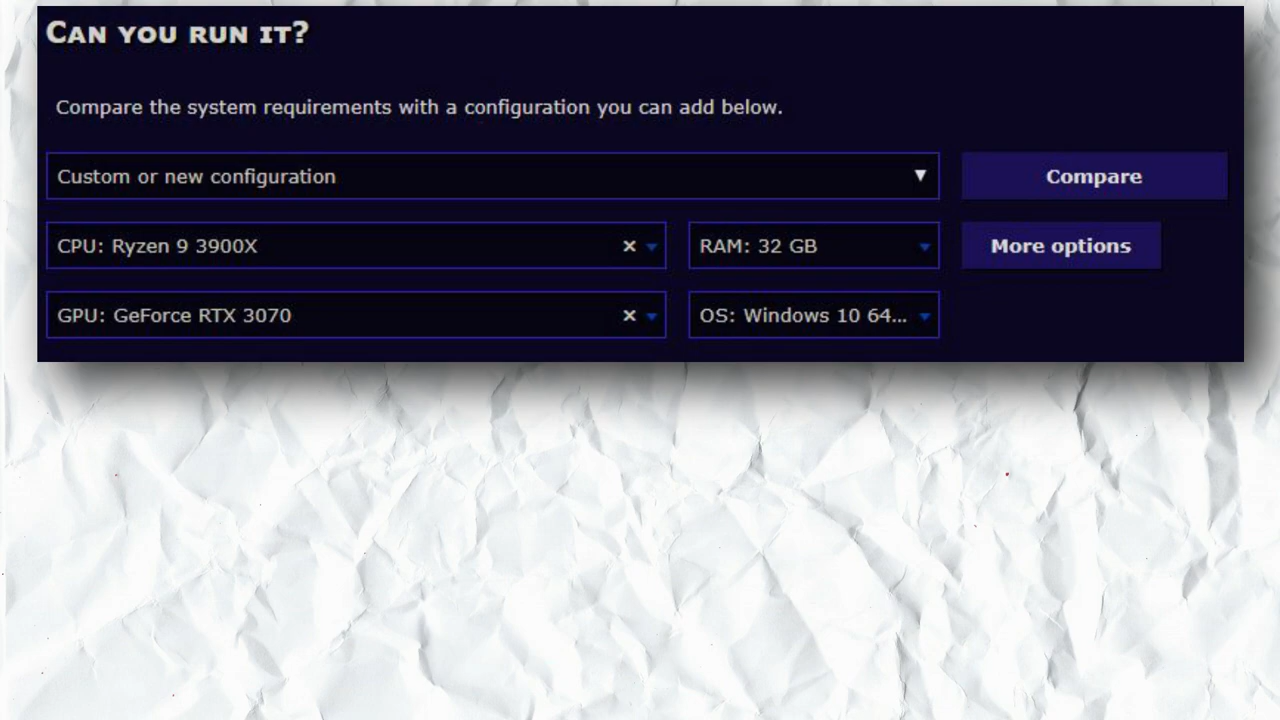 CAN YOU RUN IT?
Compare the system requirements with a configuration you can add below.
Custom or new configuration ▼ Compare
CPU: Ryzen 9 3900X × RAM: 32 GB More options
GPU: GeForce RTX 3070 × OS: Windows 10 64...